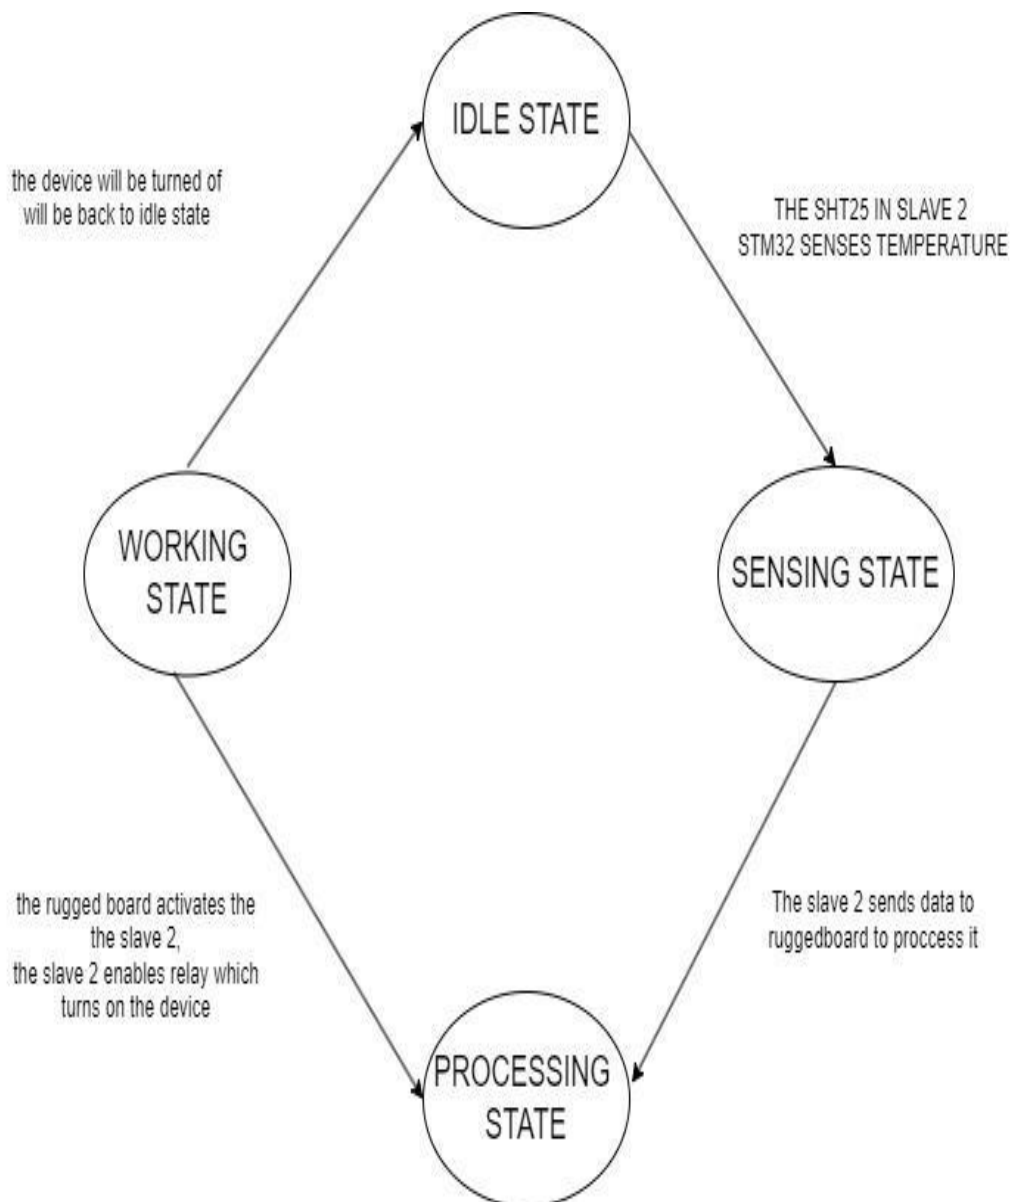 IDLE STATE
the device will be turned of
will be back to idle state
THE SHT25 IN SLAVE 2
STM32 SENSES TEMPERATURE
WORKING
STATE
SENSING STATE
the rugged board activates the
the slave 2,
the slave 2 enables relay which
turns on the device
The slave 2 sends data to
ruggedboard to proccess it
PROCESSING
STATE